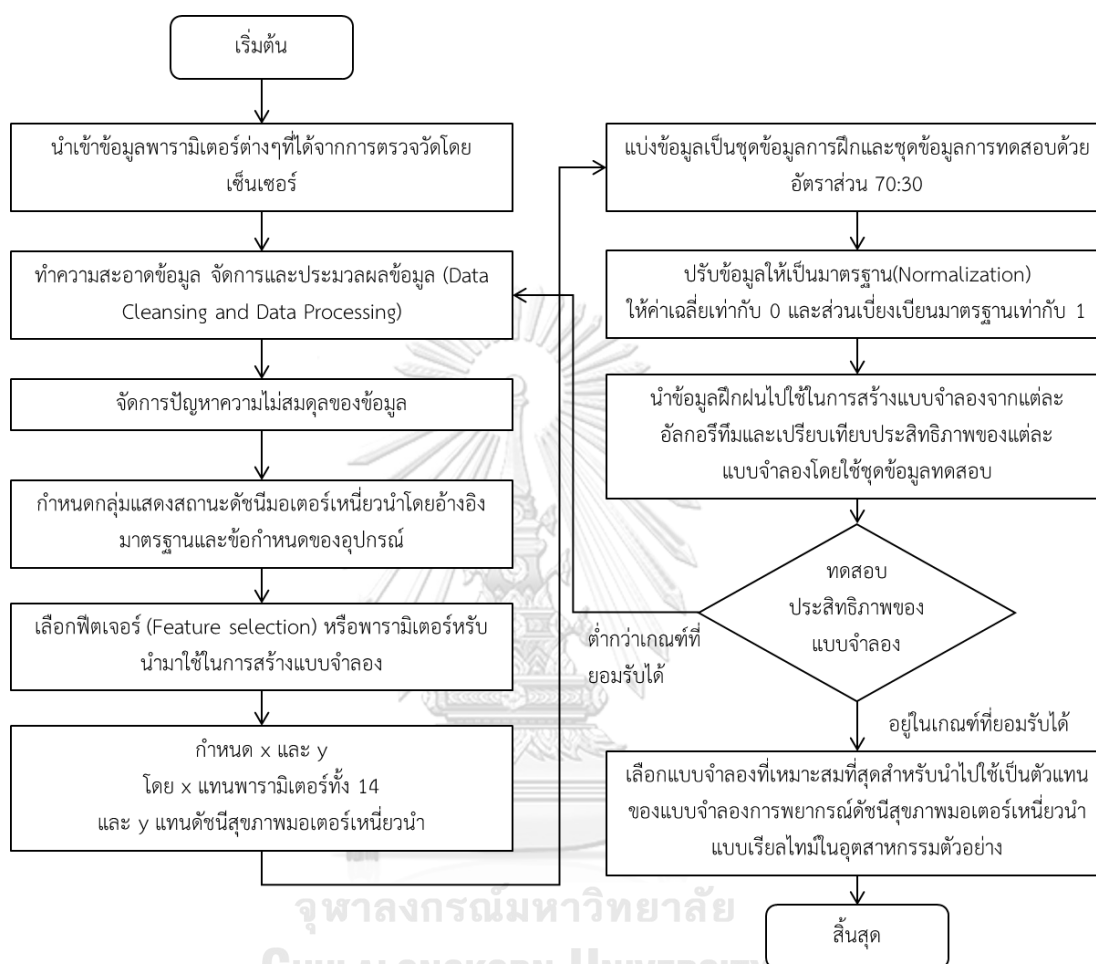 เริ่มต้น
นำเข้าข้อมูลพารามิเตอร์ต่างๆที่ได้จากการตรวจวัดโดย
เซ็นเซอร์
ทำความสะอาดข้อมูล จัดการและประมวลผลข้อมูล (Data
Cleansing and Data Processing)
จัดการปัญหาความไม่สมดุลของข้อมูล
กำหนดกลุ่มแสดงสถานะดัชนีมอเตอร์เหนี่ยวนำโดยอ้างอิง
มาตรฐานและข้อกำหนดของอุปกรณ์
เลือกฟีตเจอร์ (Feature selection) หรือพารามิเตอร์หรับ
นำมาใช้ในการสร้างแบบจำลอง
กำหนด x และ y
โดย x แทนพารามิเตอร์ทั้ง 14
และ y แทนดัชนีสุขภาพมอเตอร์เหนี่ยวนำ
แบ่งข้อมูลเป็นชุดข้อมูลการฝึกและชุดข้อมูลการทดสอบด้วย
อัตราส่วน 70:30
ปรับข้อมูลให้เป็นมาตรฐาน(Normalization)
ให้ค่าเฉลี่ยเท่ากับ 0 และส่วนเบี่ยงเบียนมาตรฐานเท่ากับ 1
นำข้อมูลฝึกฝนไปใช้ในการสร้างแบบจำลองจากแต่ละ
อัลกอรึทึมและเปรียบเทียบประสิทธิภาพของแต่ละ
แบบจำลองโดยใช้ชุดข้อมูลทดสอบ
ทดสอบ
ประสิทธิภาพของ
แบบจำลอง
ต่ำกว่าเกณฑ์ที่
ยอมรับได้
อยู่ในเกณฑ์ที่ยอมรับได้
เลือกแบบจำลองที่เหมาะสมที่สุดสำหรับนำไปใช้เป็นตัวแทน
ของแบบจำลองการพยากรณ์ดัชนีสุขภาพมอเตอร์เหนี่ยวนำ
แบบเรียลไทม์ในอุตสาหกรรมตัวอย่าง
สิ้นสุด
จุฬาลงกรณ์มหาวิทยาลัย
CHULALONGKORN UNIVERSITY